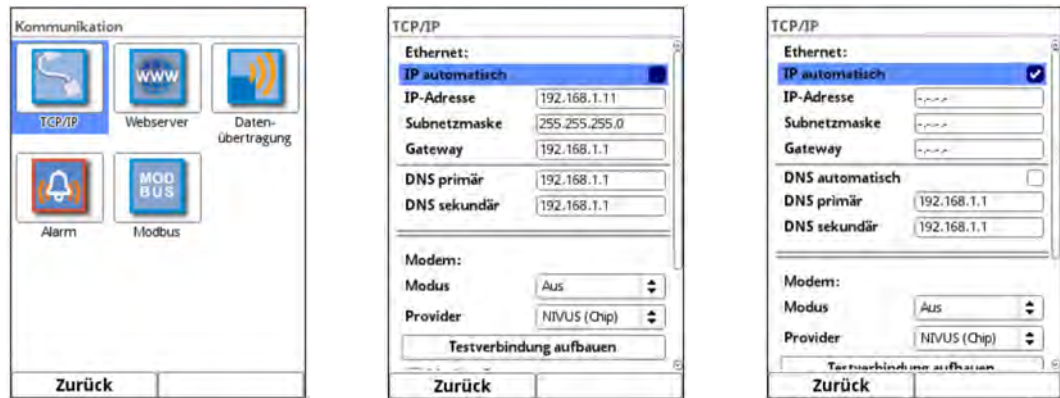 Kommunikation
WWW
TCP/IP
Webserver
Daten-
übertragung
MOD
BUS
Alarm
Modbus
Zurück
TCP/IP
Ethernet:
IP automatisch
IP-Adresse 192.168.1.11
Subnetzmaske 255.255.255.0
Gateway 192.168.1.1
DNS primär 192.168.1.1
DNS sekundär 192.168.1.1
Modem:
Modus Aus
Provider NIVUS (Chip)
Testverbindung aufbauen
Zurück
TCP/IP
Ethernet:
IP automatisch
IP-Adresse -.-.-.-
Subnetzmaske -.-.-.-
Gateway -.-.-.-
DNS automatisch
DNS primär 192.168.1.1
DNS sekundär 192.168.1.1
Modem:
Modus Aus
Provider NIVUS (Chip)
Testverbindung aufbauen
Zurück